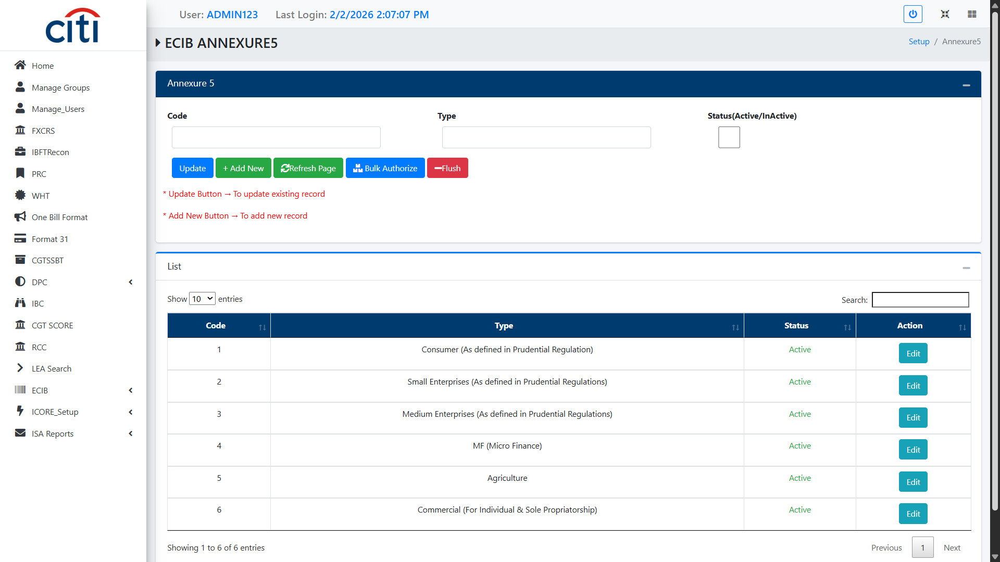 citi
User: ADMIN123 Last Login: 2/2/2026 2:07:07 PM
ECIB ANNEXURE5
Setup / Annexure5
Home
Manage Groups
Manage_Users
FXCRS
IBFTRecon
PRC
WHT
One Bill Format
Format 31
CGTSSBT
DPC
IBC
CGT SCORE
RCC
LEA Search
ECIB
ICORE_Setup
ISA Reports
Annexure 5
Code Type Status(Active/InActive)
Update + Add New Refresh Page Bulk Authorize Flush
* Update Button → To update existing record
* Add New Button → To add new record
List
Show 10 entries Search:
Code Type Status Action
1 Consumer (As defined in Prudential Regulation) Active Edit
2 Small Enterprises (As defined in Prudential Regulations) Active Edit
3 Medium Enterprises (As defined in Prudential Regulations) Active Edit
4 MF (Micro Finance) Active Edit
5 Agriculture Active Edit
6 Commercial (For Individual & Sole Propriatorship) Active Edit
Showing 1 to 6 of 6 entries Previous 1 Next